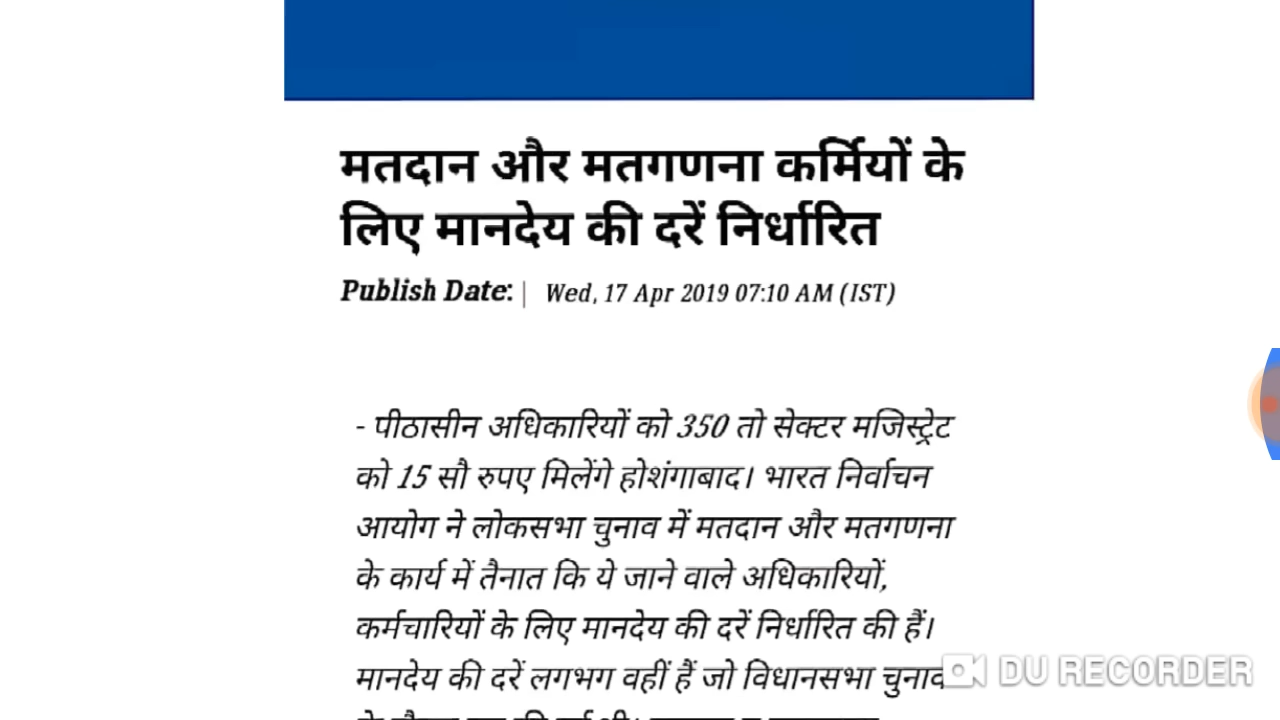 मतदान और मतगणना कर्मियों के
लिए मानदेय की दरें निर्धारित
Publish Date: | Wed, 17 Apr 2019 07:10 AM (IST)
- पीठासीन अधिकारियों को 350 तो सेक्टर मजिस्ट्रेट
को 15 सौ रुपए मिलेंगे होशंगाबाद। भारत निर्वाचन
आयोग ने लोकसभा चुनाव में मतदान और मतगणना
के कार्य में तैनात कि ये जाने वाले अधिकारियों,
कर्मचारियों के लिए मानदेय की दरें निर्धारित की हैं।
मानदेय की दरें लगभग वहीं हैं जो विधानसभा चुनाव
DU RECORDER